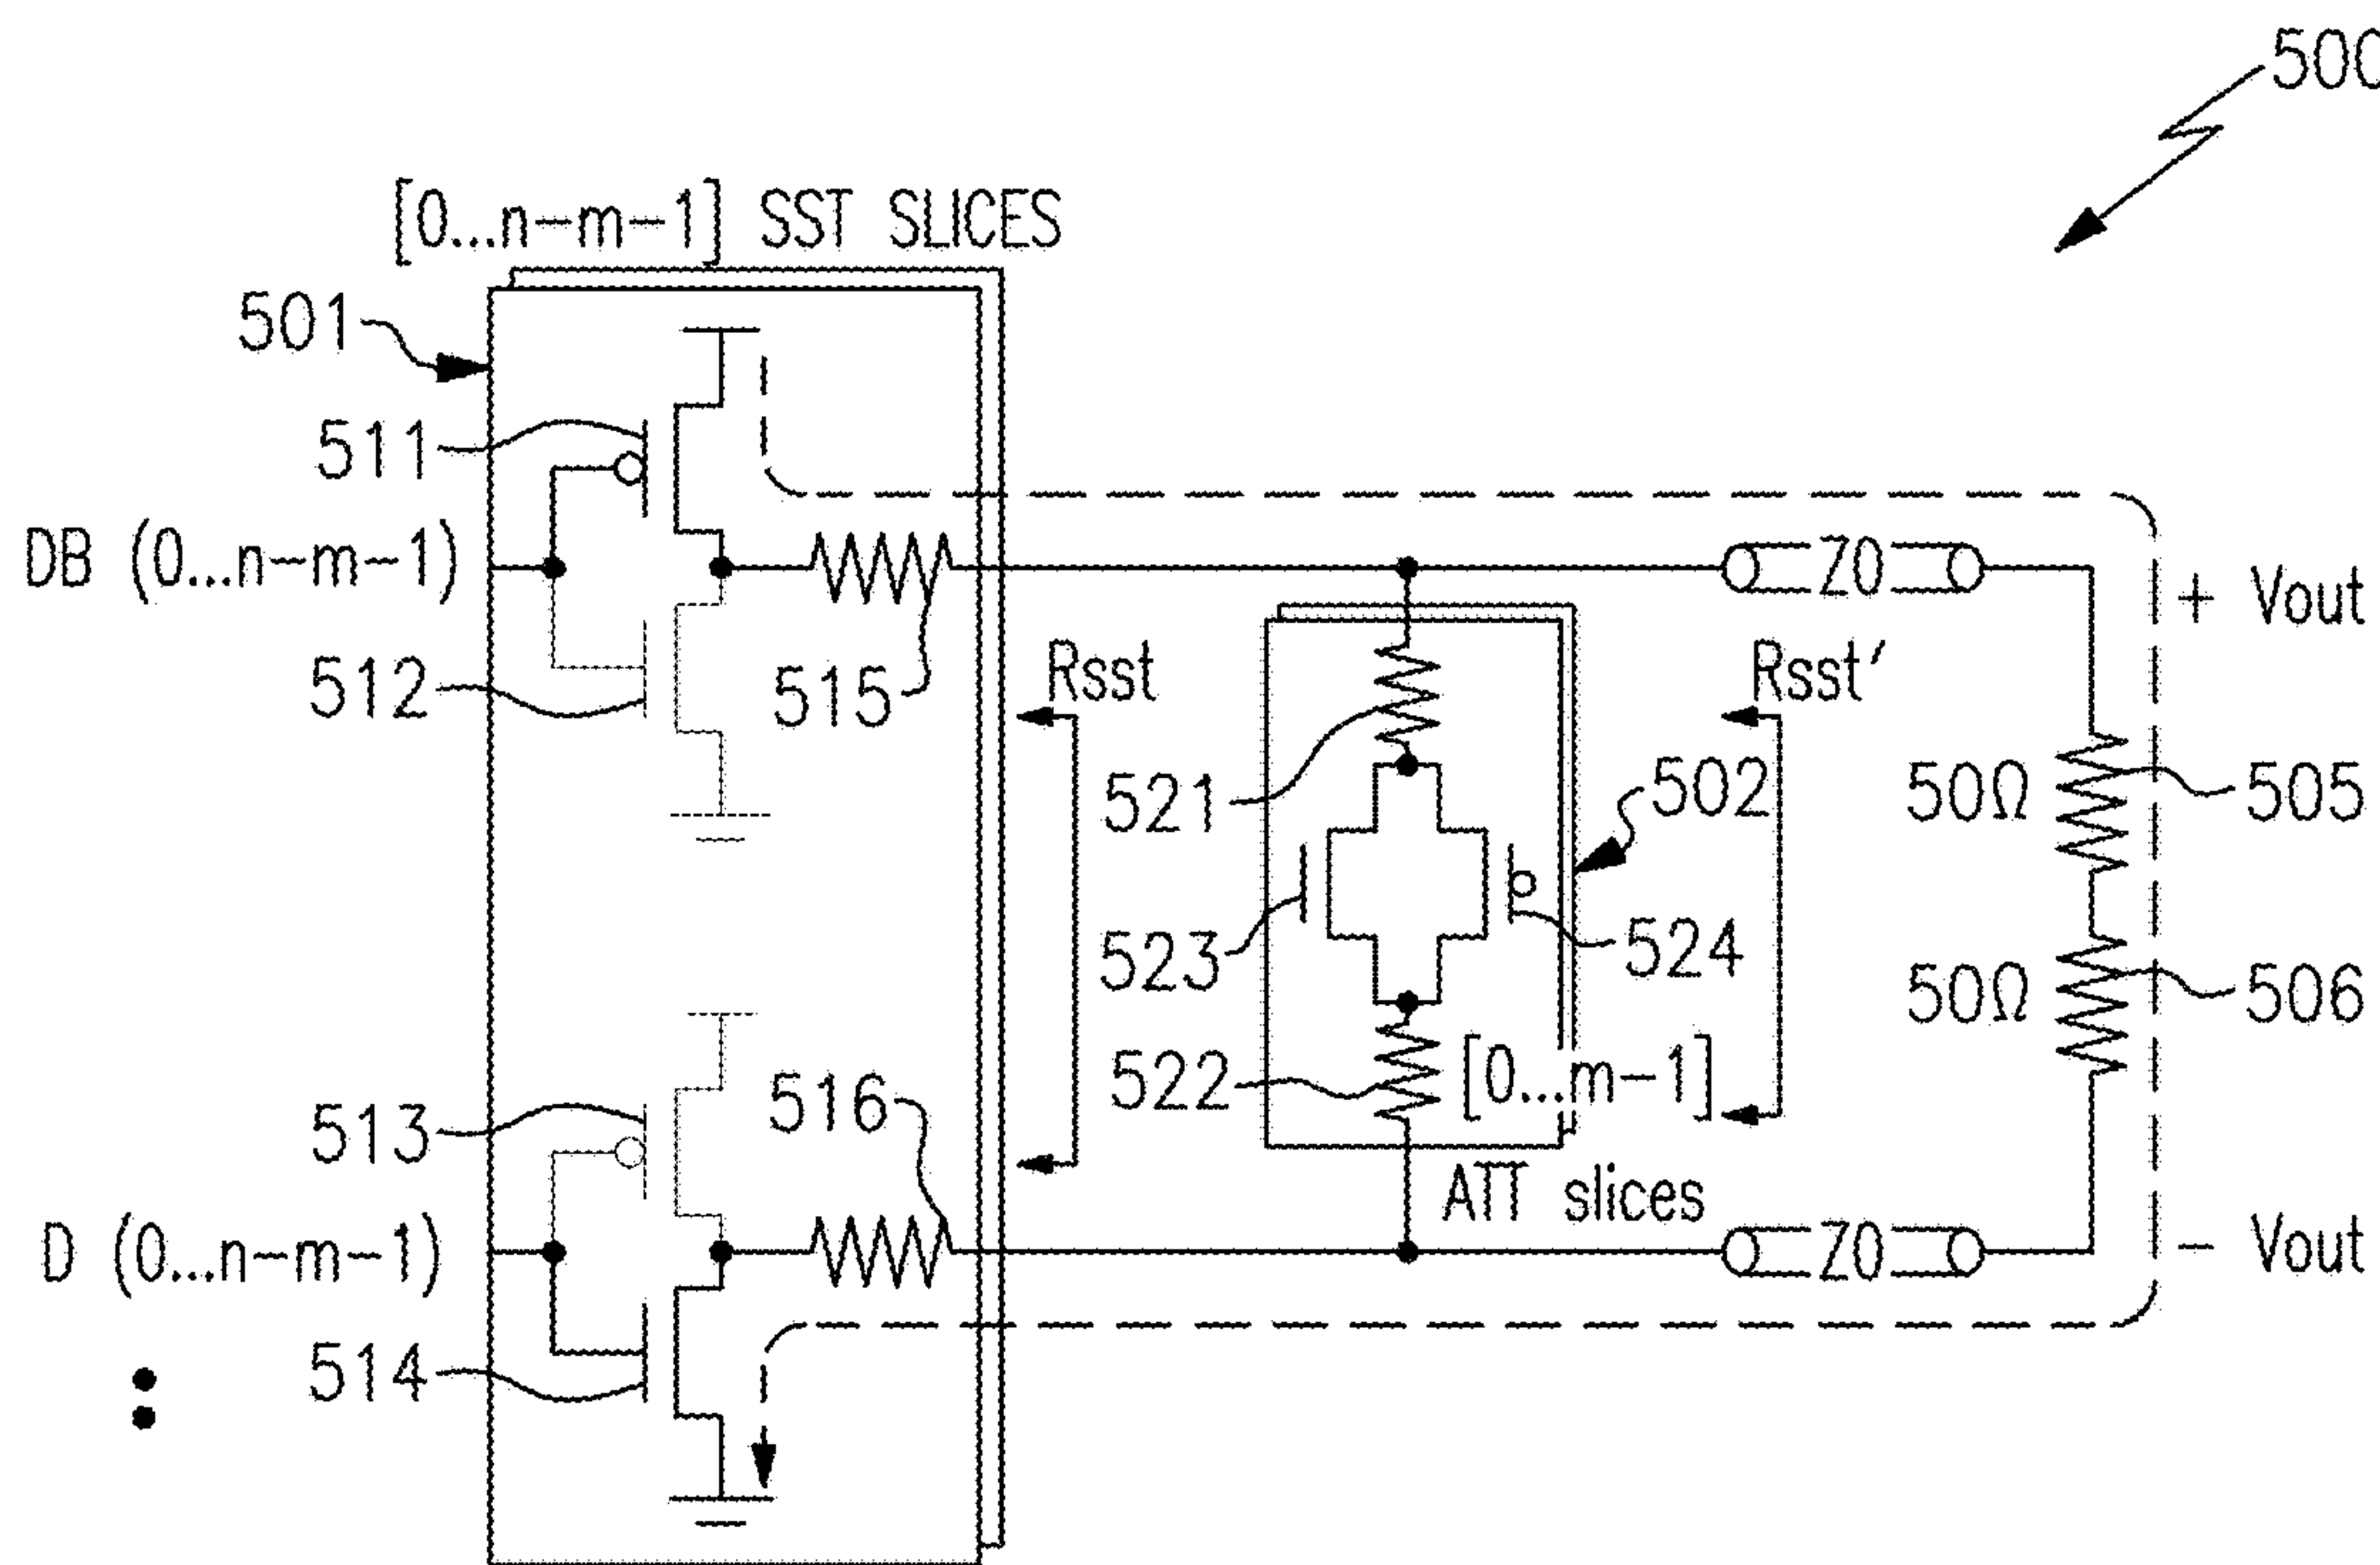 500
[0...n-m-1] SST SLICES
501
511
DB (0...n-m-1)
Z0
+ Vout
512
515
Rsst
Rsst'
521
502
50Ω
505
523
524
50Ω
506
522
[0...m-1]
513
516
ATT slices
D (0...n-m-1)
Z0
- Vout
514